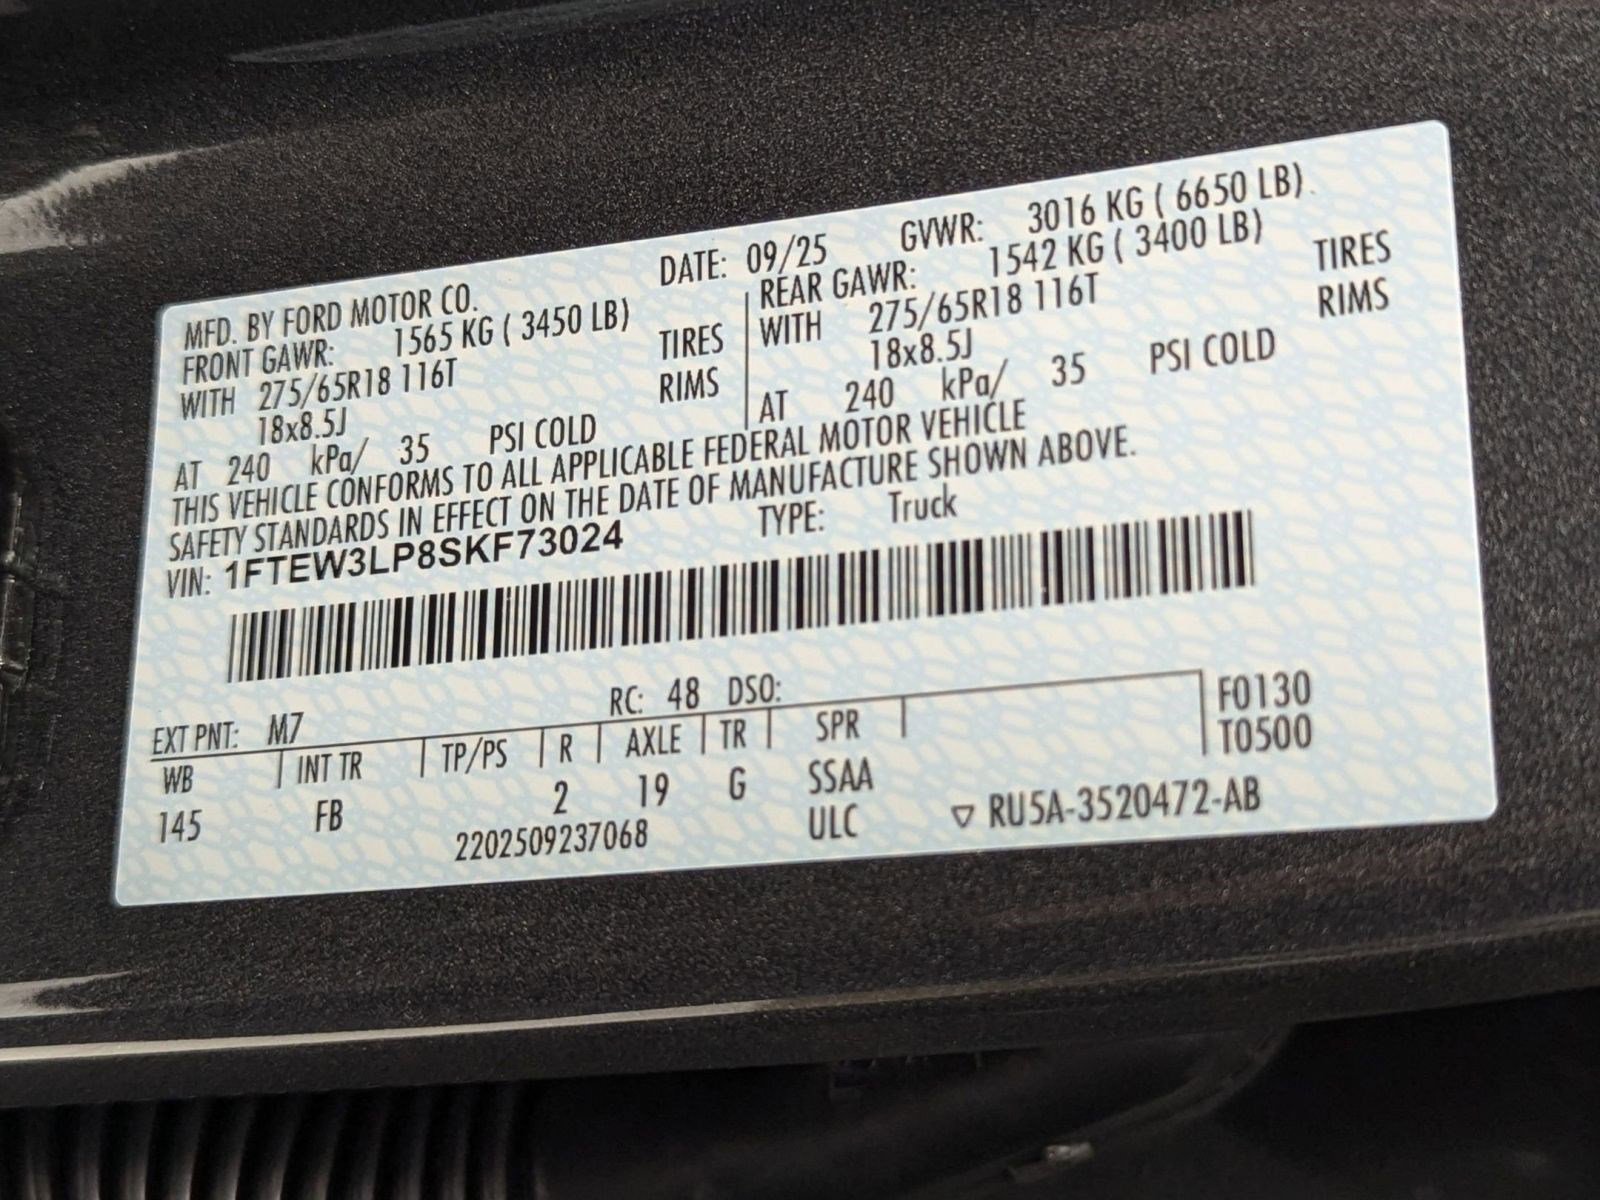 MFD. BY FORD MOTOR CO. DATE: 09/25 GVWR: 3016 KG ( 6650 LB)
FRONT GAWR: 1565 KG ( 3450 LB) REAR GAWR: 1542 KG ( 3400 LB)
WITH 275/65R18 116T TIRES WITH 275/65R18 116T TIRES
18x8.5J RIMS 18x8.5J RIMS
AT 240 kPa/ 35 PSI COLD AT 240 kPa/ 35 PSI COLD
THIS VEHICLE CONFORMS TO ALL APPLICABLE FEDERAL MOTOR VEHICLE
SAFETY STANDARDS IN EFFECT ON THE DATE OF MANUFACTURE SHOWN ABOVE.
VIN: 1FTEW3LP8SKF73024 TYPE: Truck
EXT PNT: M7 RC: 48 DSO: F0130
WB INT TR TP/PS R AXLE TR SPR T0500
145 FB 2 19 G SSAA
2202509237068 ULC ▽ RU5A-3520472-AB